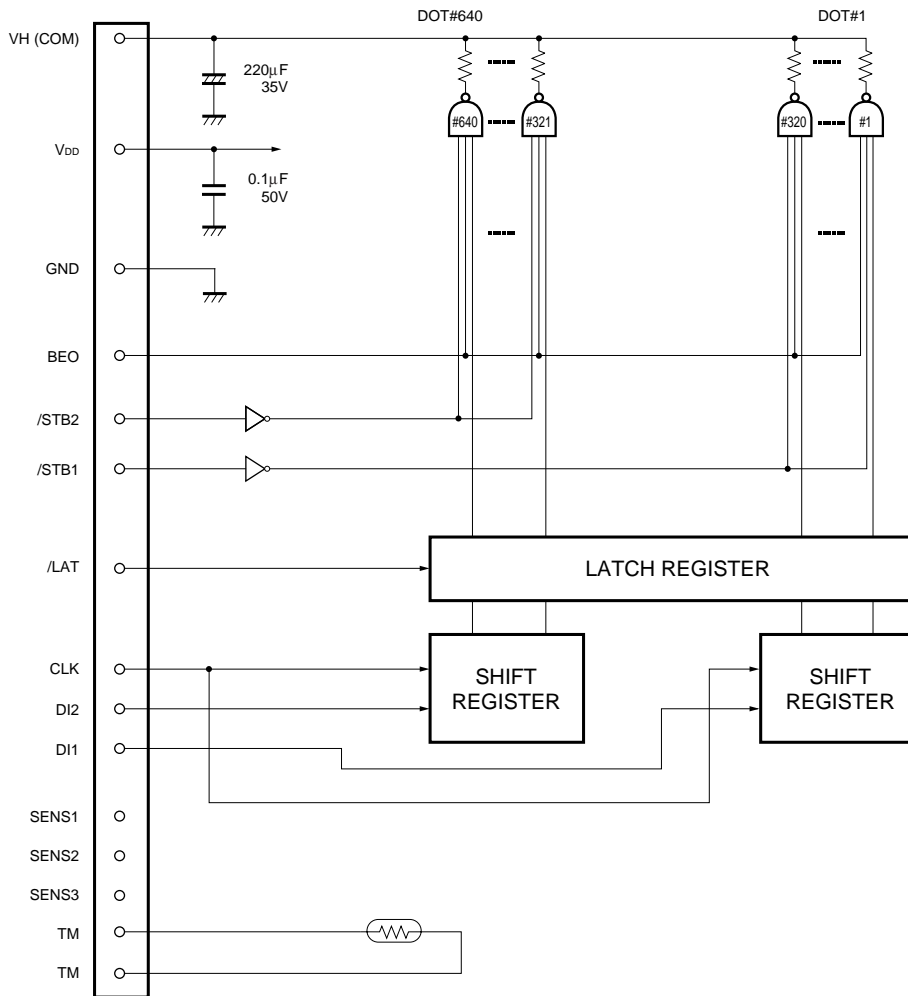 DOT#640
DOT#1
VH (COM)
220µF
35V
#640
#321
#320
#1
VDD
0.1µF
50V
GND
BEO
/STB2
/STB1
/LAT
LATCH REGISTER
CLK
SHIFT
REGISTER
SHIFT
REGISTER
DI2
DI1
SENS1
SENS2
SENS3
TM
TM